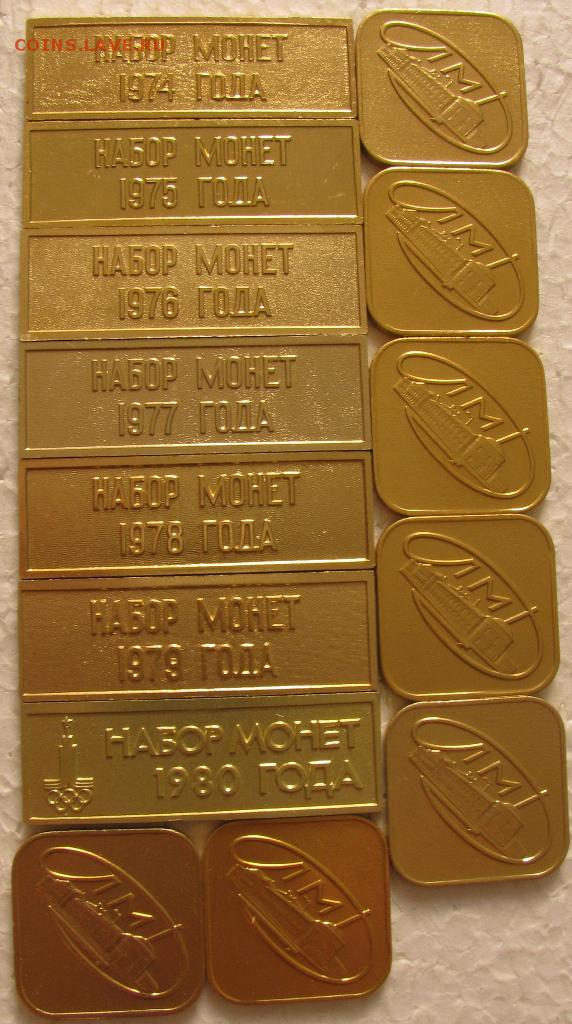 COINS.LAVE.RU
НАБОР МОНЕТ
1974 ГОДА
НАБОР МОНЕТ
1975 ГОДА
НАБОР МОНЕТ
1976 ГОДА
НАБОР МОНЕТ
1977 ГОДА
НАБОР МОНЕТ
1978 ГОДА
НАБОР МОНЕТ
1979 ГОДА
НАБОР МОНЕТ
1980 ГОДА
ЛМД
ЛМД
ЛМД
ЛМД
ЛМД
ЛМД
ЛМД